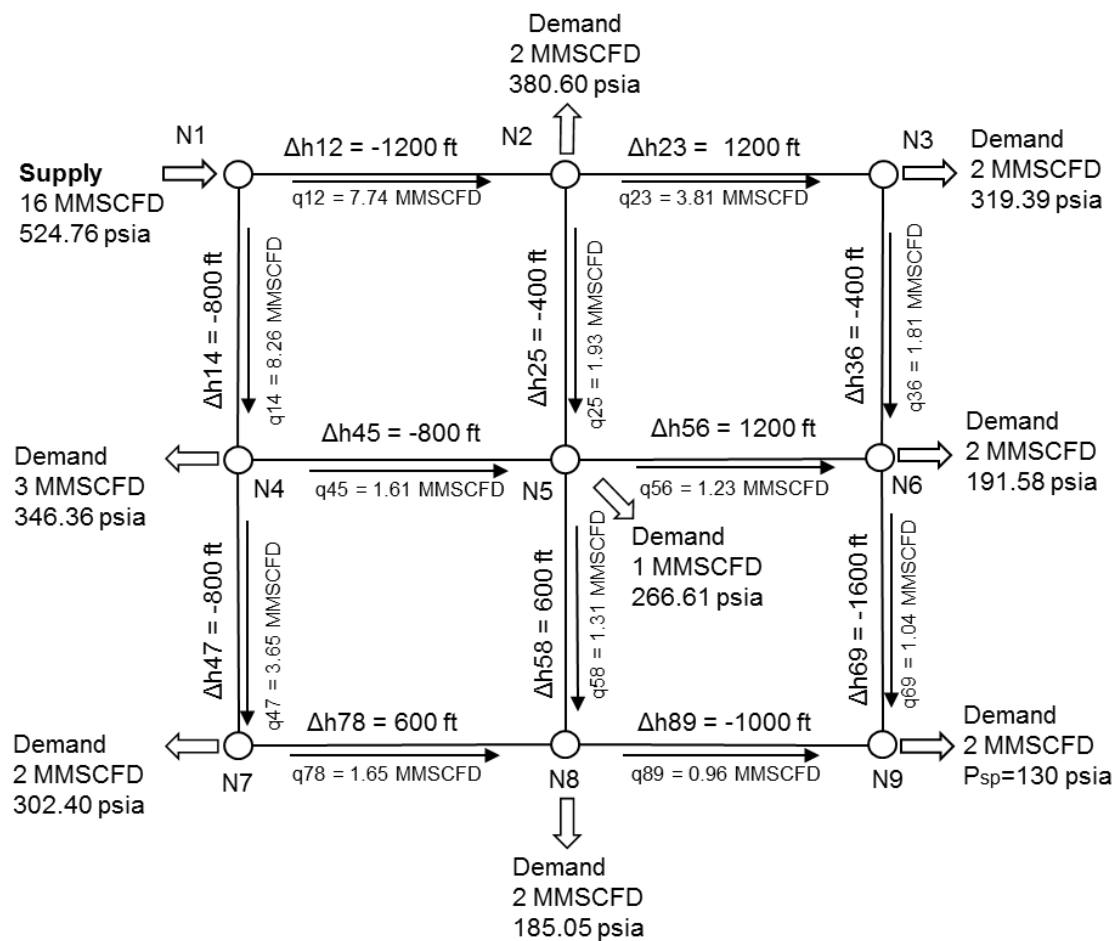 Demand
2 MMSCFD
380.60 psia
N1
Δh12 = -1200 ft
N2
Δh23 = 1200 ft
N3
Demand
2 MMSCFD
319.39 psia
Supply
16 MMSCFD
524.76 psia
q12 = 7.74 MMSCFD
q23 = 3.81 MMSCFD
Δh14 = -800 ft
q14 = 8.26 MMSCFD
Δh25 = -400 ft
q25 = 1.93 MMSCFD
Δh36 = -400 ft
q36 = 1.81 MMSCFD
Demand
3 MMSCFD
346.36 psia
N4
Δh45 = -800 ft
q45 = 1.61 MMSCFD
N5
Δh56 = 1200 ft
q56 = 1.23 MMSCFD
N6
Demand
2 MMSCFD
191.58 psia
Demand
1 MMSCFD
266.61 psia
Δh47 = -800 ft
q47 = 3.65 MMSCFD
Δh58 = 600 ft
q58 = 1.31 MMSCFD
Δh69 = -1600 ft
q69 = 1.04 MMSCFD
Demand
2 MMSCFD
302.40 psia
N7
Δh78 = 600 ft
q78 = 1.65 MMSCFD
N8
Δh89 = -1000 ft
q89 = 0.96 MMSCFD
N9
Demand
2 MMSCFD
Psp=130 psia
Demand
2 MMSCFD
185.05 psia